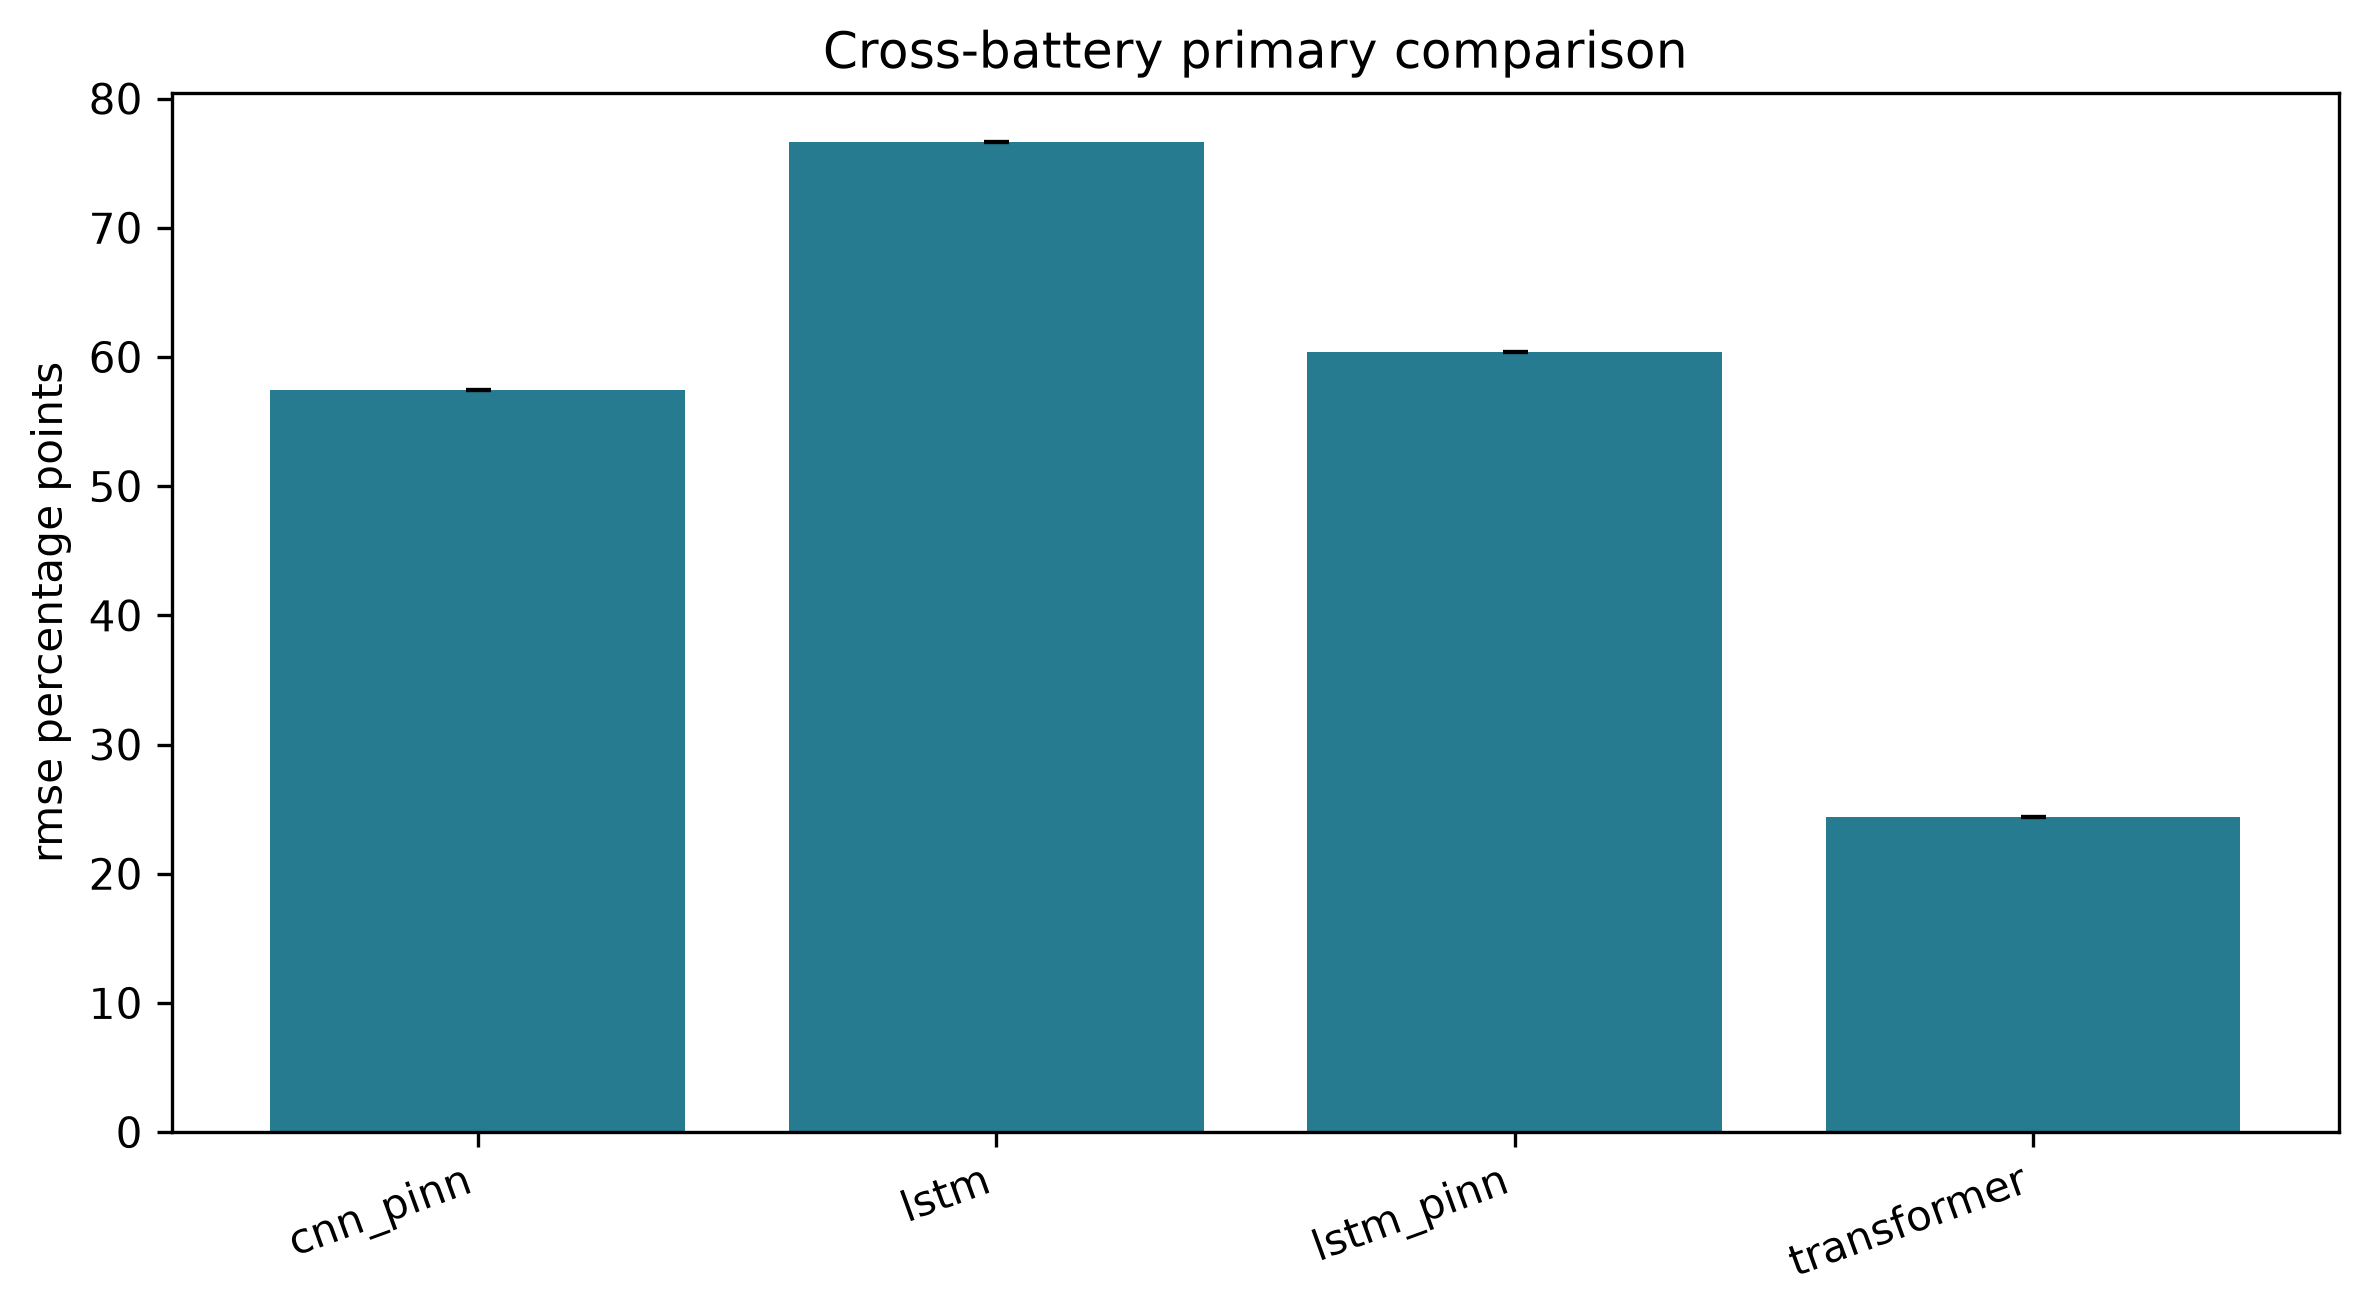 Cross-battery primary comparison
rmse percentage points
80
70
60
50
40
30
20
10
0
cnn_pinn
lstm
lstm_pinn
transformer